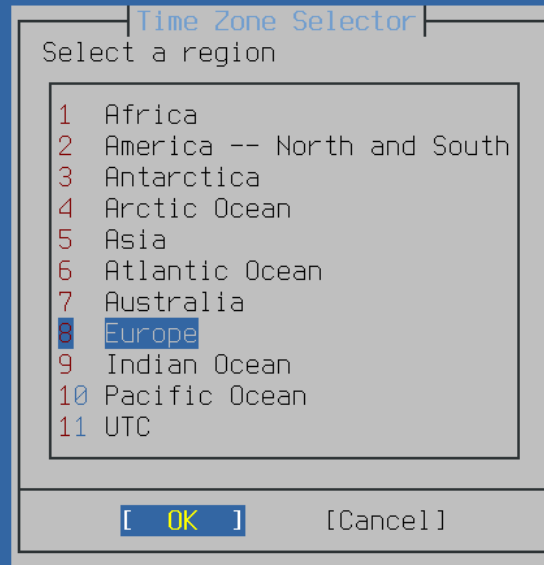 Time Zone Selector
Select a region
1 Africa
2 America -- North and South
3 Antarctica
4 Arctic Ocean
5 Asia
6 Atlantic Ocean
7 Australia
8 Europe
9 Indian Ocean
10 Pacific Ocean
11 UTC
[ OK ] [Cancel]